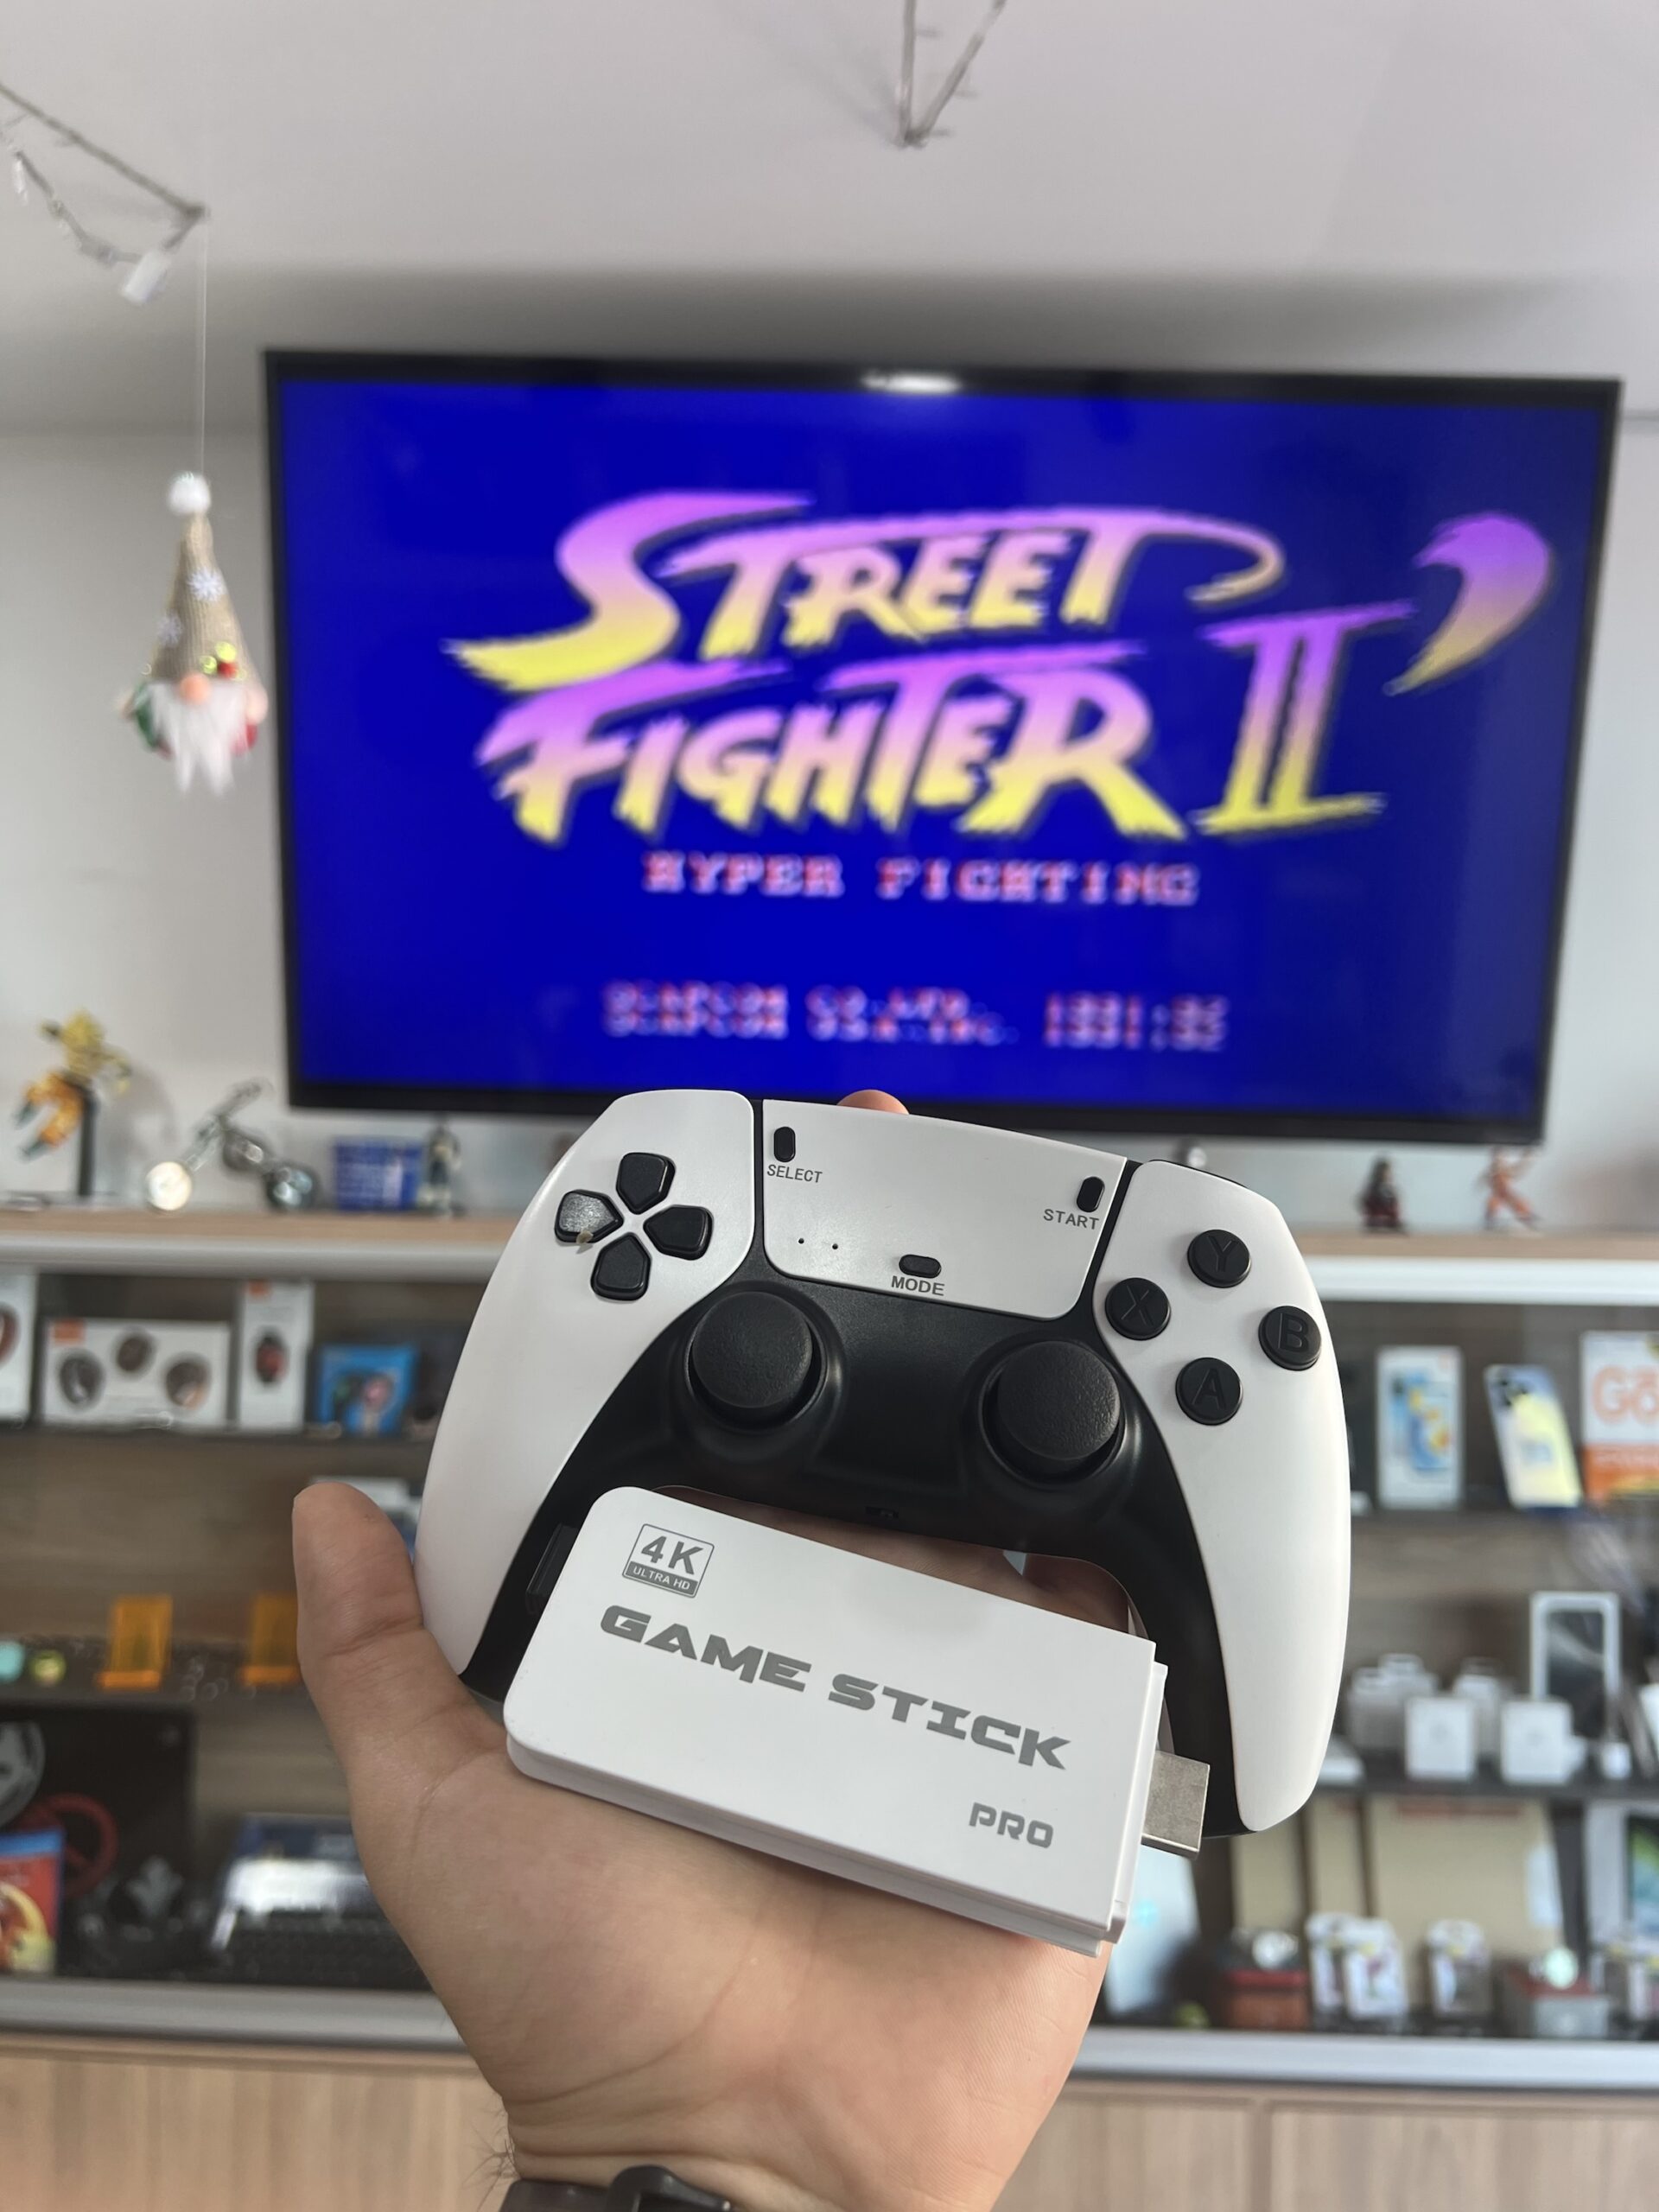 STREET
FIGHTER II'
HYPER FIGHTING
SELECT
START
MODE
Y
X
B
A
4K
ULTRA HD
GAME STICK
PRO